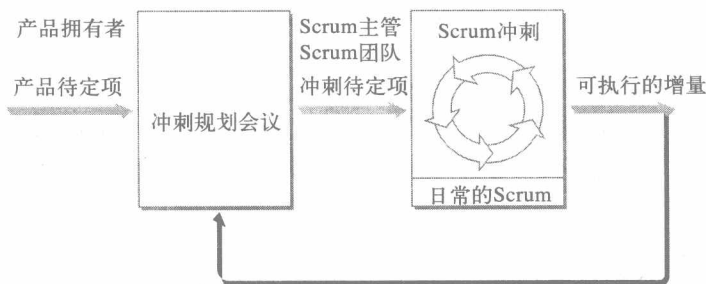 产品拥有者
产品待定项
冲刺规划会议
Scrum主管
Scrum团队
冲刺待定项
Scrum冲刺
日常的Scrum
可执行的增量